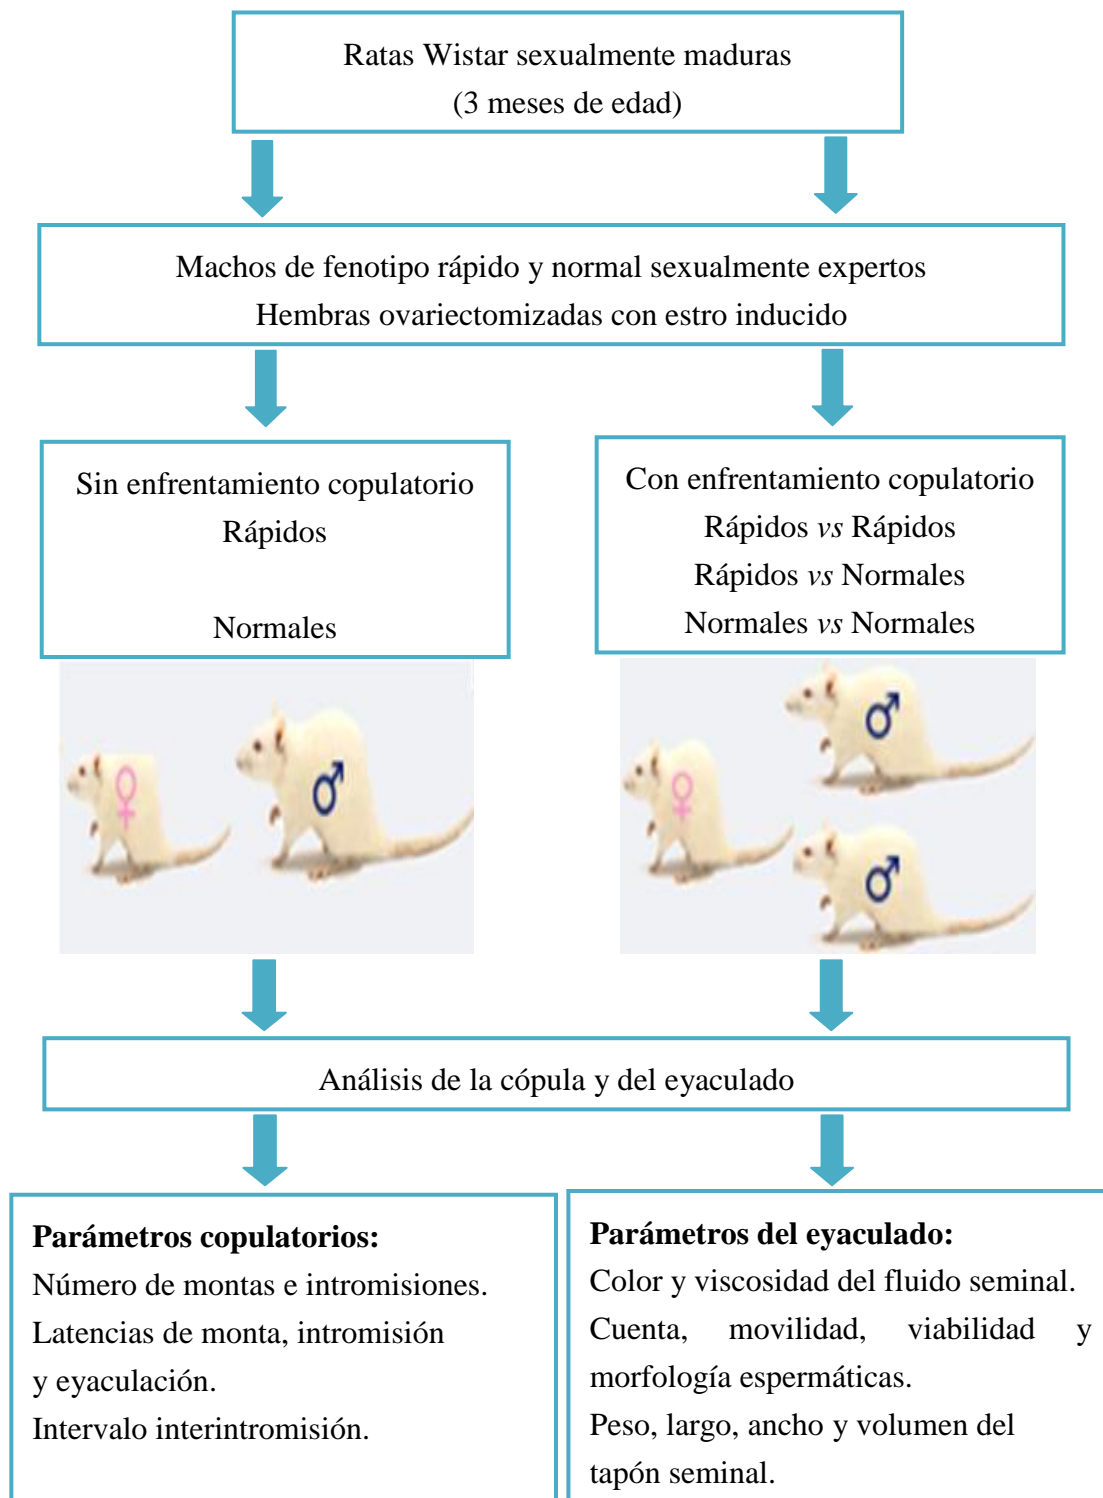 Ratas Wistar sexualmente maduras
(3 meses de edad)
Machos de fenotipo rápido y normal sexualmente expertos
Hembras ovariectomizadas con estro inducido
Sin enfrentamiento copulatorio
Rápidos
Normales
Con enfrentamiento copulatorio
Rápidos vs Rápidos
Rápidos vs Normales
Normales vs Normales
♀
♂
♀
♂
♂
Análisis de la cópula y del eyaculado
Parámetros copulatorios:
Número de montas e intromisiones.
Latencias de monta, intromisión
y eyaculación.
Intervalo interintromisión.
Parámetros del eyaculado:
Color y viscosidad del fluido seminal.
Cuenta, movilidad, viabilidad y
morfología espermáticas.
Peso, largo, ancho y volumen del
tapón seminal.